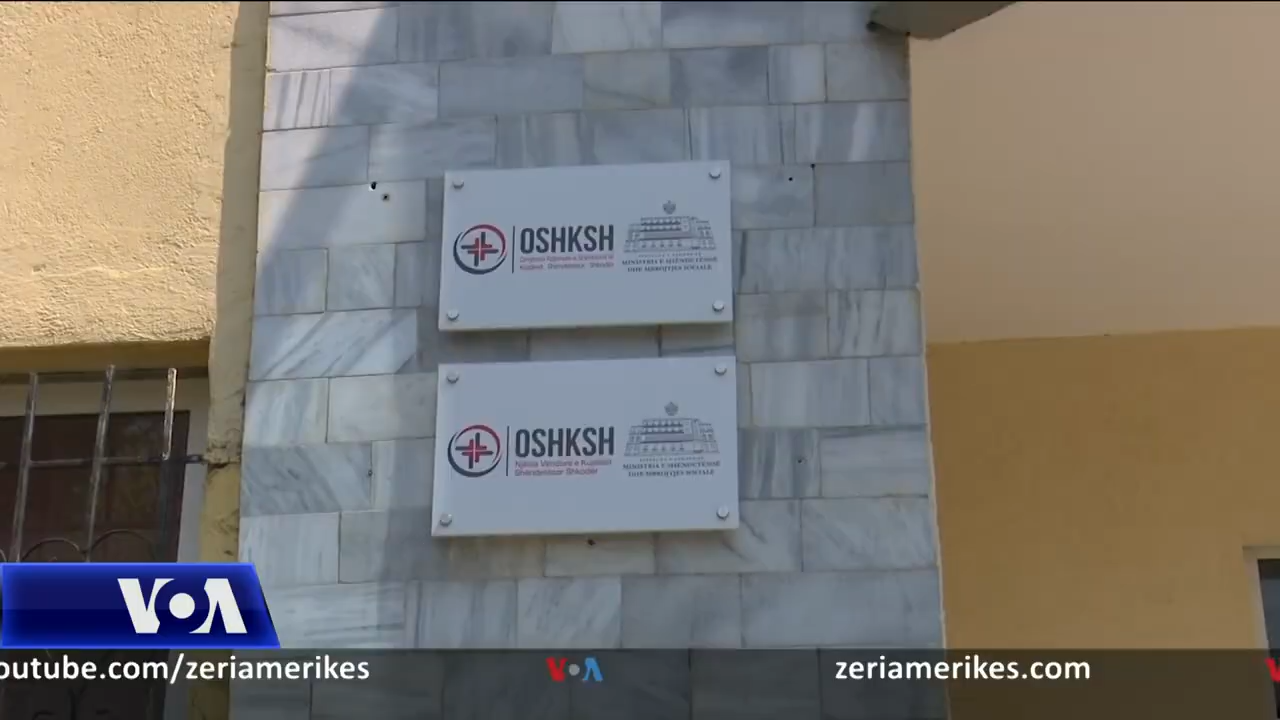 OSHKSH
MINISTRIA E SHËNDETËSISË
DHE MBROJTJES SOCIALE
OSHKSH
Njësia Vendore e Kujdesit
Shëndetësor Shkodër
MINISTRIA E SHËNDETËSISË
DHE MBROJTJES SOCIALE
VOA
outube.com/zeriamerikes
VOA
zeriamerikes.com